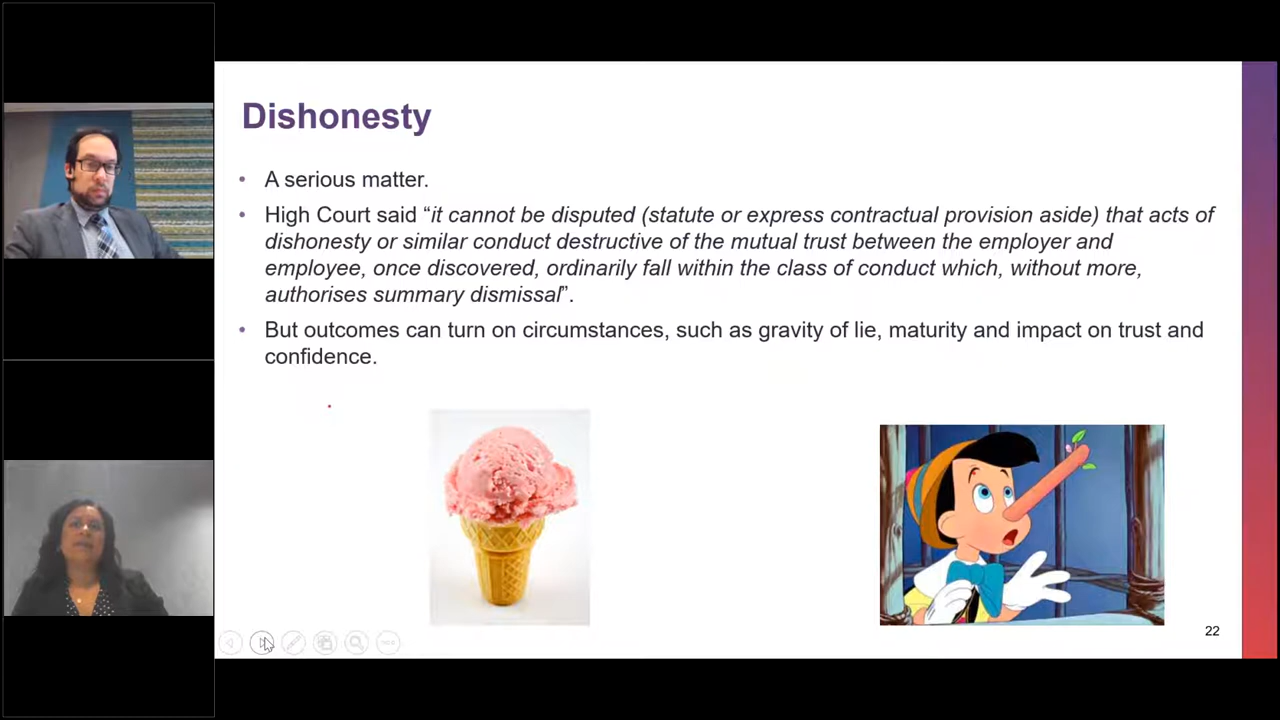 Dishonesty
• A serious matter.
• High Court said “it cannot be disputed (statute or express contractual provision aside) that acts of
dishonesty or similar conduct destructive of the mutual trust between the employer and
employee, once discovered, ordinarily fall within the class of conduct which, without more,
authorises summary dismissal”.
• But outcomes can turn on circumstances, such as gravity of lie, maturity and impact on trust and
confidence.
22